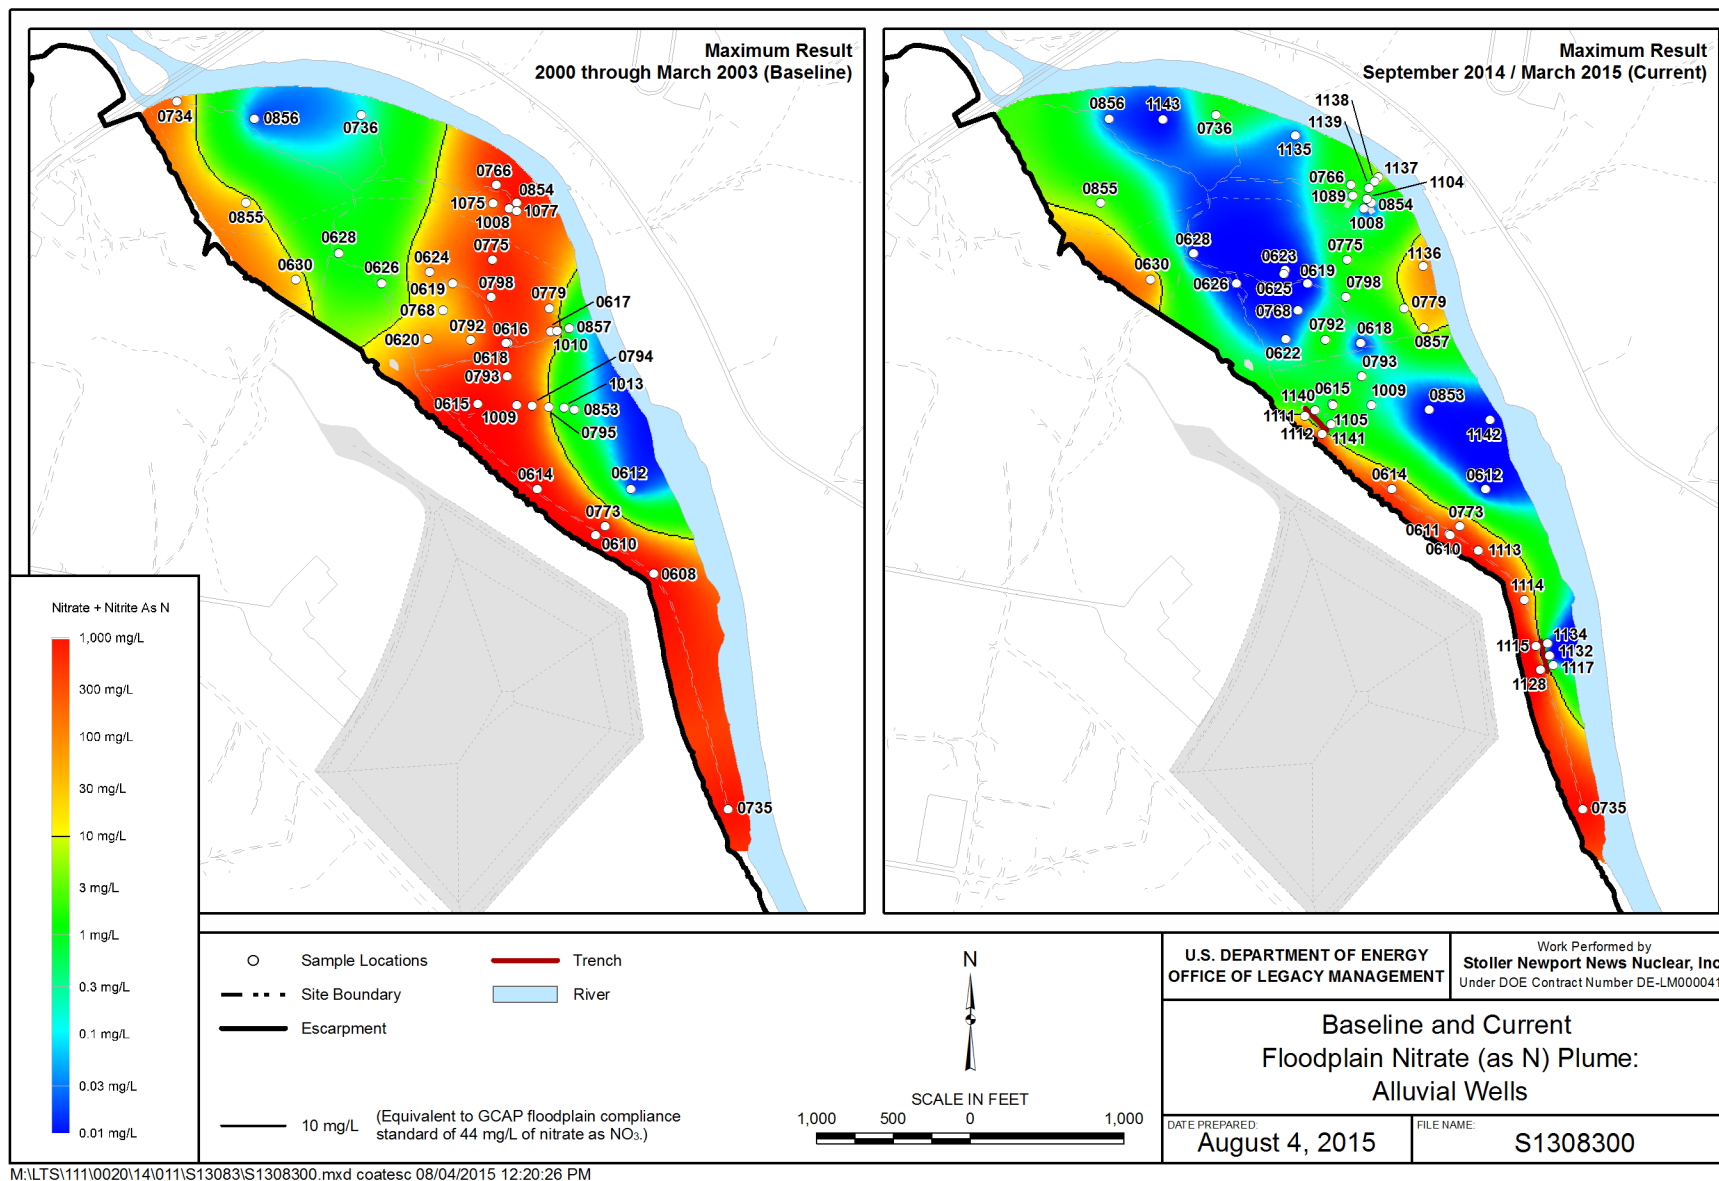 Maximum Result
2000 through March 2003 (Baseline)
0734
0856
0736
0766
0854
1075
1077
1008
0855
0628
0775
0630
0626
0624
0619
0798
0779
0617
0768
0792
0616
0857
0620
1010
0618
0794
0793
1013
0615
1009
0853
0795
0614
0612
0773
0610
0608
0735
Maximum Result
September 2014 / March 2015 (Current)
1138
0856
1143
1139
0736
1135
1137
0766
1104
0855
1089
0854
1008
0628
0775
0623
1136
0630
0619
0626
0625
0798
0779
0768
0792
0618
0857
0622
0793
0615
1009
1140
0853
1111
1105
1142
1112
1141
0614
0612
0773
0611
0610
1113
1114
1134
1115
1132
1117
1128
0735
Nitrate + Nitrite As N
1,000 mg/L
300 mg/L
100 mg/L
30 mg/L
10 mg/L
3 mg/L
1 mg/L
0.3 mg/L
0.1 mg/L
0.03 mg/L
0.01 mg/L
Sample Locations
Site Boundary
Escarpment
Trench
River
10 mg/L (Equivalent to GCAP floodplain compliance
standard of 44 mg/L of nitrate as NO3.)
N
SCALE IN FEET
1,000 500 0 1,000
U.S. DEPARTMENT OF ENERGY
OFFICE OF LEGACY MANAGEMENT
Work Performed by
Stoller Newport News Nuclear, Inc
Under DOE Contract Number DE-LM000041
Baseline and Current
Floodplain Nitrate (as N) Plume:
Alluvial Wells
DATE PREPARED:
August 4, 2015
FILE NAME:
S1308300
M:\LTS\111\0020\14\011\S13083\S1308300.mxd coatesc 08/04/2015 12:20:26 PM